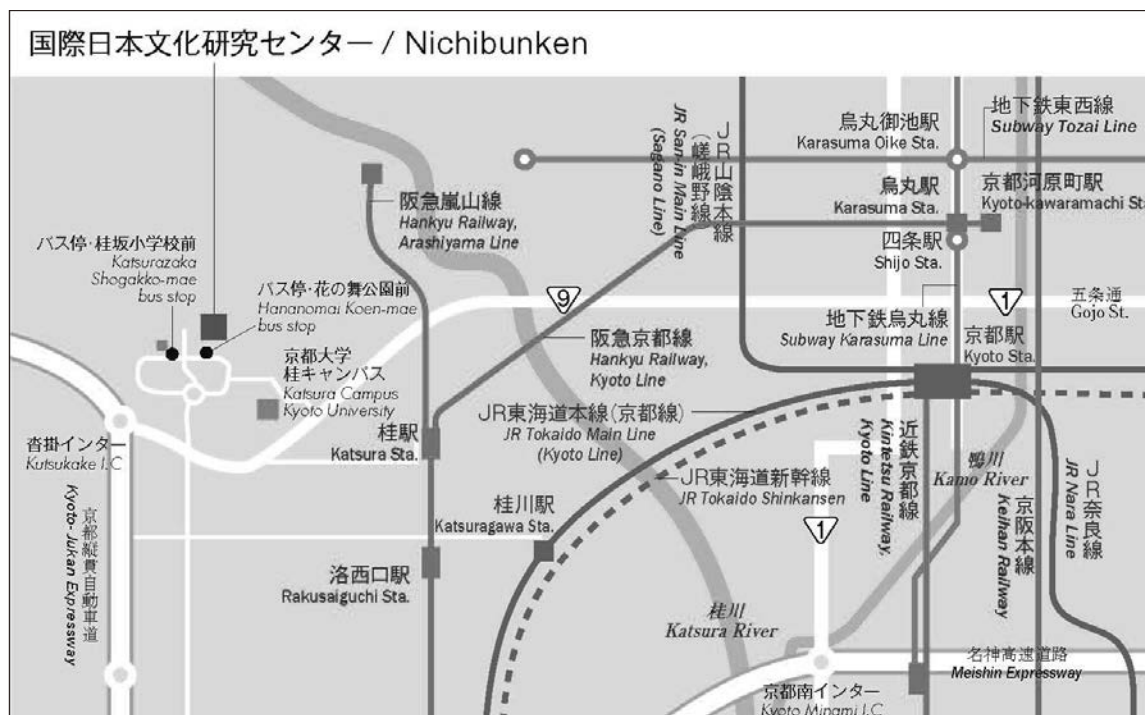 国際日本文化研究センター / Nichibunken
地下鉄東西線
Subway Tozai Line
烏丸御池駅
Karasuma Oike Sta.
JR山陰本線
(嵯峨野線)
JR San-in Main Line
(Sagano Line)
烏丸駅
Karasuma Sta.
京都河原町駅
Kyoto-kawaramachi St
四条駅
Shijo Sta.
阪急嵐山線
Hankyu Railway,
Arashiyama Line
バス停・桂坂小学校前
Katsurazaka
Shogakko-mae
bus stop
バス停・花の舞公園前
Hananomai Koen-mae
bus stop
9
1
五条通
Gojo St.
地下鉄烏丸線
Subway Karasuma Line
京都駅
Kyoto Sta.
阪急京都線
Hankyu Railway,
Kyoto Line
京都大学
桂キャンパス
Katsura Campus
Kyoto University
JR東海道本線(京都線)
JR Tokaido Main Line
(Kyoto Line)
桂駅
Katsura Sta.
沓掛インター
Kutsukake I.C
JR東海道新幹線
JR Tokaido Shinkansen
近鉄京都線
Kintetsu Railway,
Kyoto Line
鴨川
Kamo River
京阪本線
Keihan Railway
JR奈良線
JR Nara Line
桂川駅
Katsuragawa Sta.
1
京都縦貫自動車道
Kyoto-Jukan Expressway
洛西口駅
Rakusaiguchi Sta.
桂川
Katsura River
名神高速道路
Meishin Expressway
京都南インター
Kyoto Minami I.C